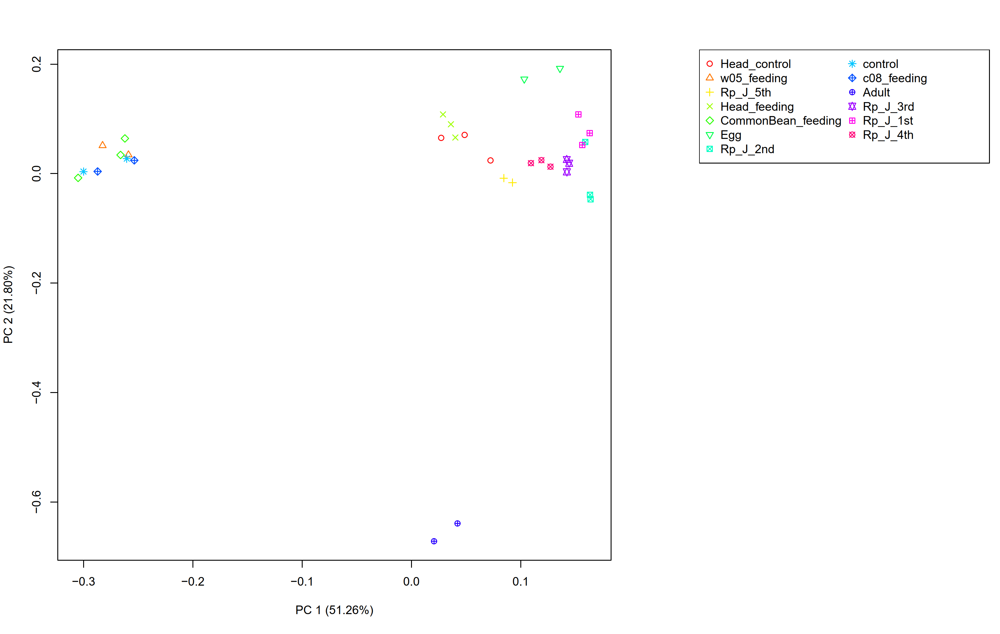 0.2
0.0
−0.2
−0.4
−0.6
PC 2 (21.80%)
−0.3
−0.2
−0.1
0.0
0.1
PC 1 (51.26%)
Head_control
w05_feeding
Rp_J_5th
Head_feeding
CommonBean_feeding
Egg
Rp_J_2nd
control
c08_feeding
Adult
Rp_J_3rd
Rp_J_1st
Rp_J_4th